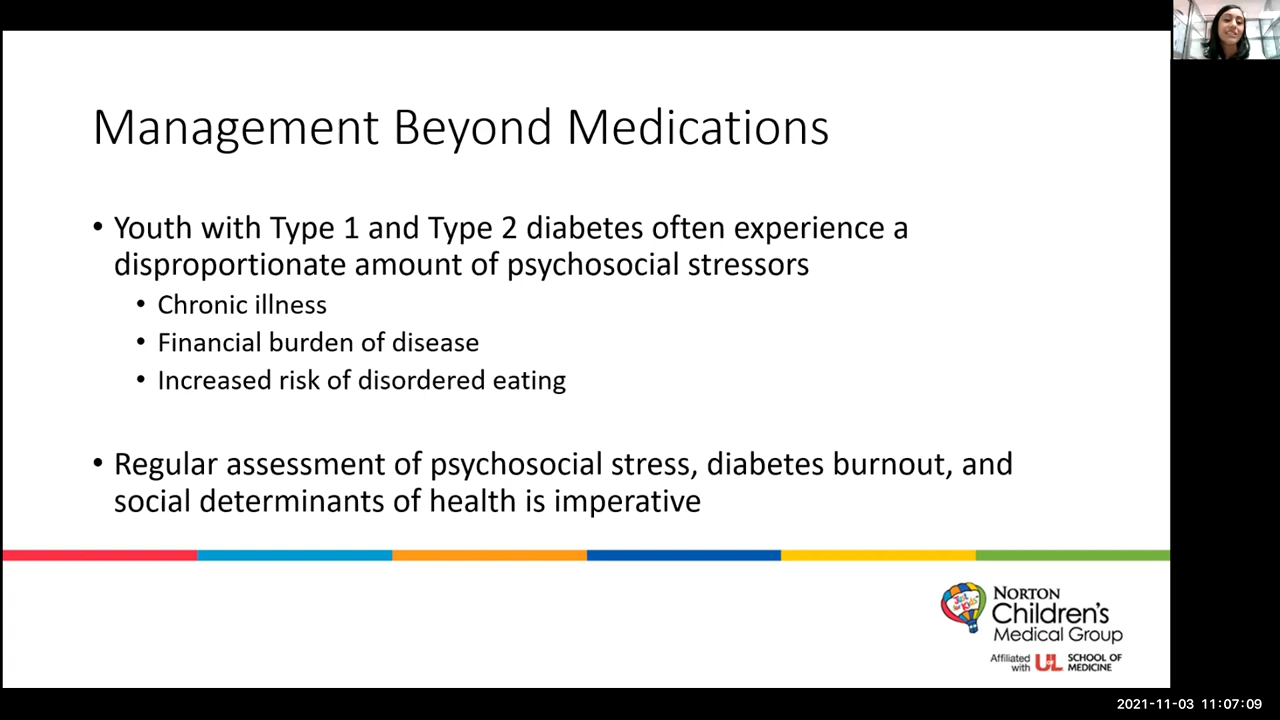 Management Beyond Medications
• Youth with Type 1 and Type 2 diabetes often experience a
disproportionate amount of psychosocial stressors
• Chronic illness
• Financial burden of disease
• Increased risk of disordered eating
• Regular assessment of psychosocial stress, diabetes burnout, and
social determinants of health is imperative
Just for Kids
NORTON
Children's
Medical Group
Affiliated with UL SCHOOL OF MEDICINE
2021-11-03 11:07:09